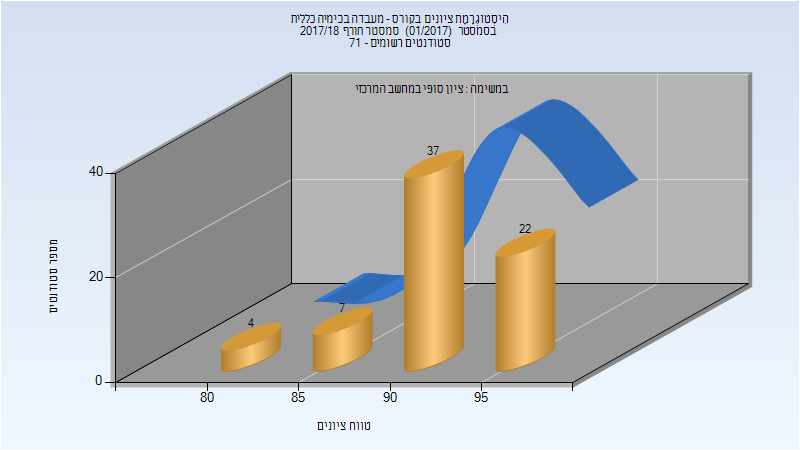 היסטוגרמת ציונים בקורס - מעבדה בכימיה כללית
בסמסטר (01/2017) סמסטר חורף 2017/18
סטודנטים רשומים - 71
במשימה : ציון סופי במחשב המרכזי
מספר סטודנטים
40
20
0
4
7
37
22
80
85
90
95
טווח ציונים